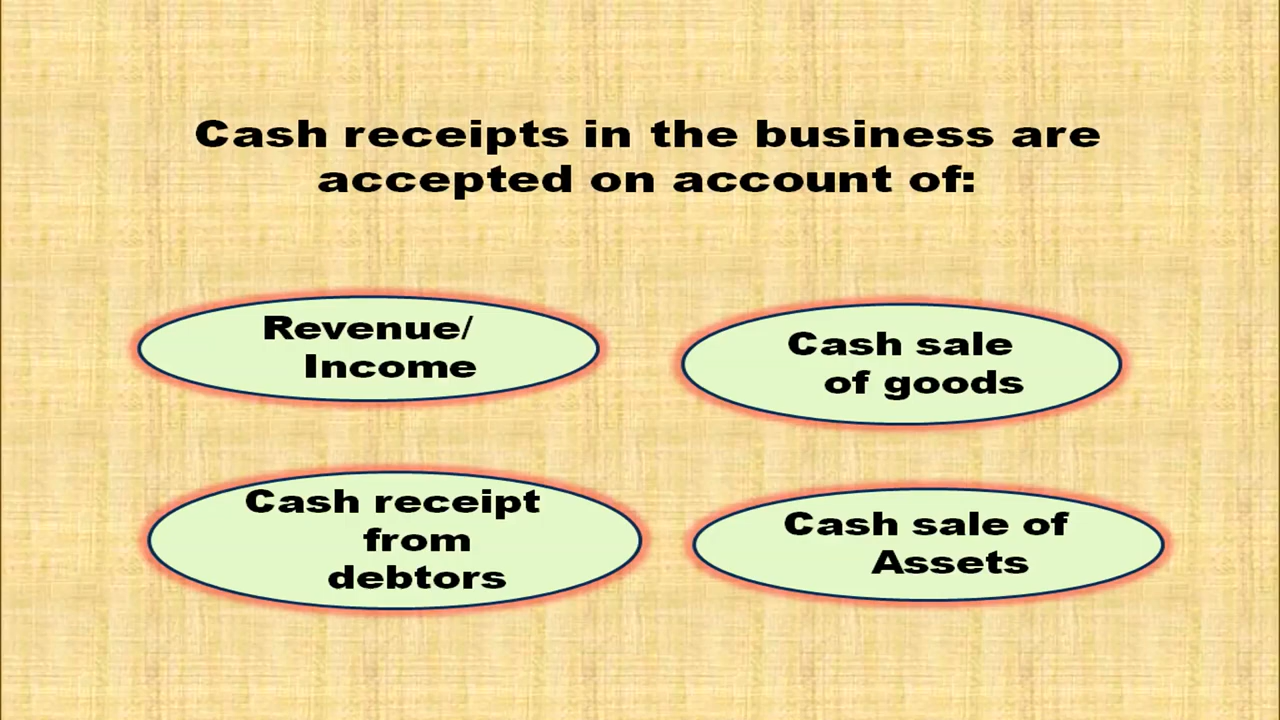 Cash receipts in the business are
accepted on account of:
Revenue/
Income
Cash sale
of goods
Cash receipt
from
debtors
Cash sale of
Assets